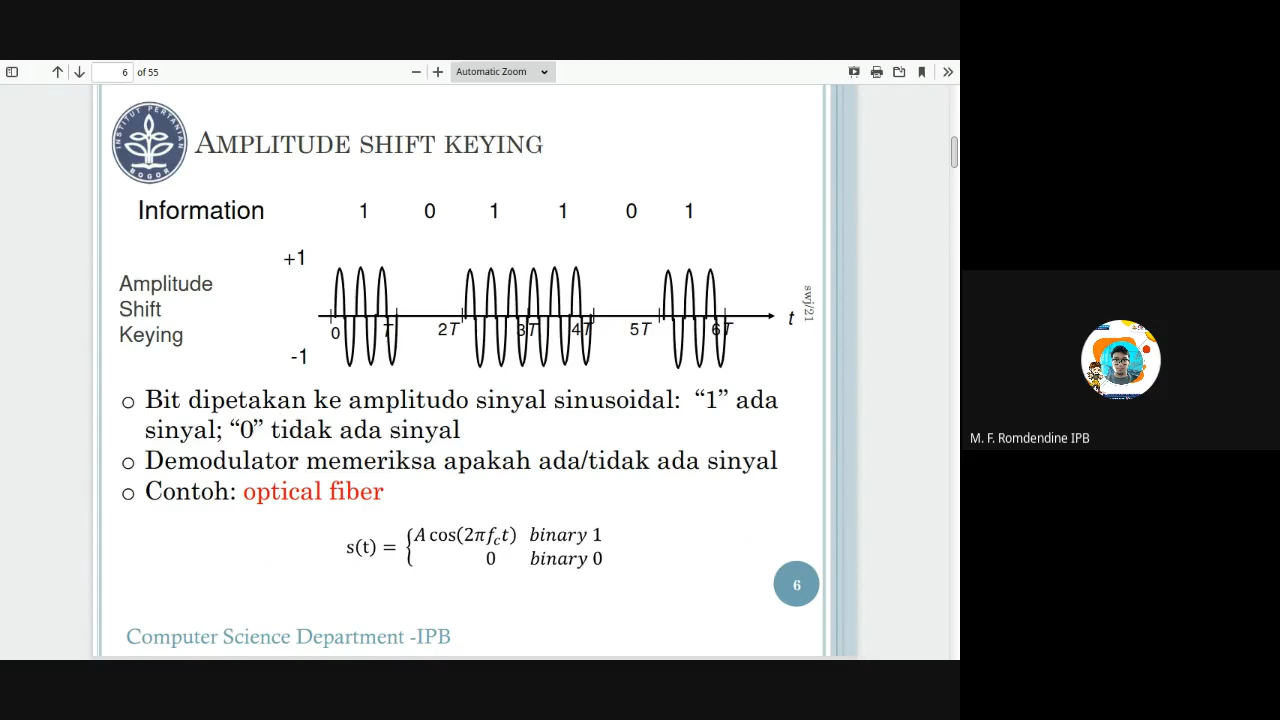 6 of 55
Automatic Zoom
INSTITUT PERTANIAN
BOGOR
AMPLITUDE SHIFT KEYING
Information 1 0 1 1 0 1
+1
Amplitude
Shift
Keying
0 T 2T 3T 4T 5T 6T t
-1
swj/21
Bit dipetakan ke amplitudo sinyal sinusoidal: “1” ada
sinyal; “0” tidak ada sinyal
Demodulator memeriksa apakah ada/tidak ada sinyal
Contoh: optical fiber
s(t) = { A cos(2πf_c t) binary 1
0 binary 0
6
Computer Science Department -IPB
M. F. Romdendine IPB